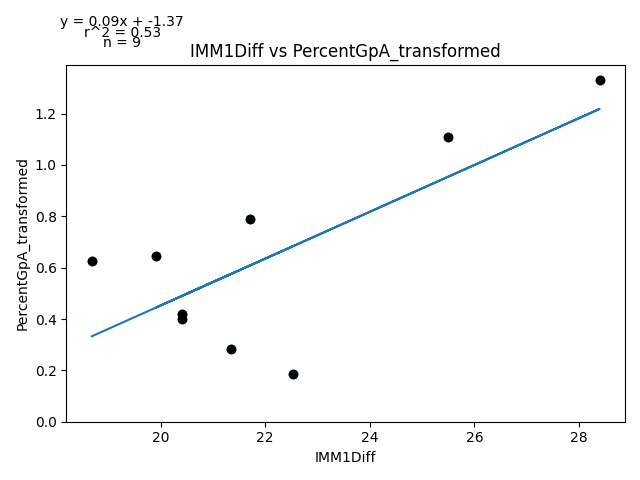 y = 0.09x + -1.37
r^2 = 0.53
n = 9
IMM1Diff vs PercentGpA_transformed
1.2
1.0
0.8
0.6
0.4
0.2
0.0
PercentGpA_transformed
20 22 24 26 28
IMM1Diff